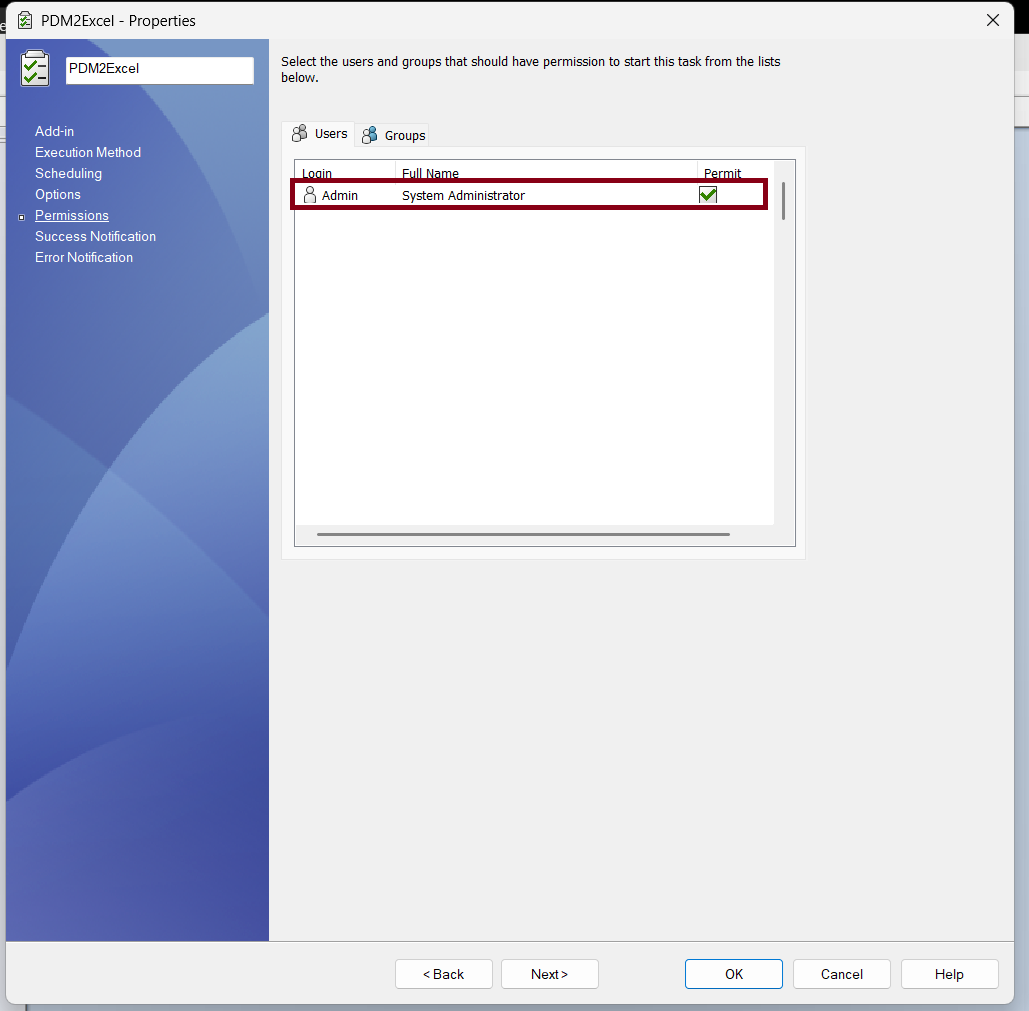 PDM2Excel - Properties
PDM2Excel
Add-in
Execution Method
Scheduling
Options
Permissions
Success Notification
Error Notification
Select the users and groups that should have permission to start this task from the lists
below.
Users
Groups
Login Full Name Permit
Admin System Administrator
< Back
Next >
OK
Cancel
Help